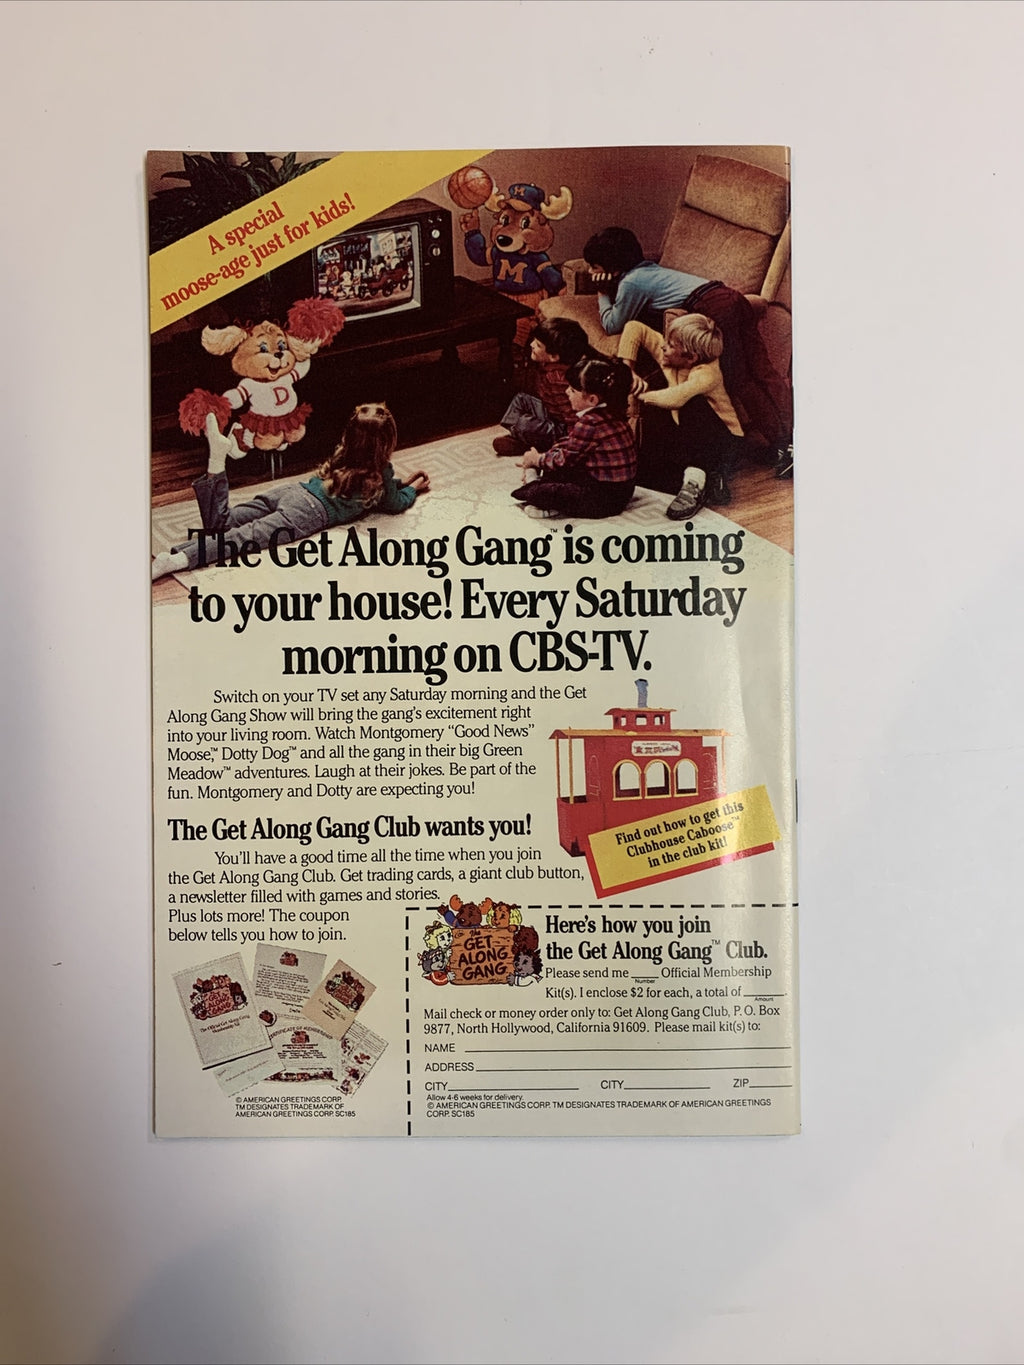 A special
moose-age just for kids!
M
M
D
The Get Along Gang™ is coming
to your house! Every Saturday
morning on CBS-TV.
Switch on your TV set any Saturday morning and the Get
Along Gang Show will bring the gang's excitement right
into your living room. Watch Montgomery "Good News"
Moose,™ Dotty Dog™ and all the gang in their big Green
Meadow™ adventures. Laugh at their jokes. Be part of the
fun. Montgomery and Dotty are expecting you!
Find out how to get this
Clubhouse Caboose™
in the club kit!
The Get Along Gang Club wants you!
You'll have a good time all the time when you join
the Get Along Gang Club. Get trading cards, a giant club button,
a newsletter filled with games and stories.
Plus lots more! The coupon
below tells you how to join.
GET
ALONG
GANG
© AMERICAN GREETINGS CORP.
TM DESIGNATES TRADEMARK OF
AMERICAN GREETINGS CORP. SC185
The
GET
ALONG
GANG
Here's how you join
the Get Along Gang™ Club.
Please send me ____ Official Membership
Number
Kit(s). I enclose $2 for each, a total of ______.
Amount
Mail check or money order only to: Get Along Gang Club, P. O. Box
9877, North Hollywood, California 91609. Please mail kit(s) to:
NAME
ADDRESS
CITY CITY ZIP
Allow 4-6 weeks for delivery.
© AMERICAN GREETINGS CORP. TM DESIGNATES TRADEMARK OF AMERICAN GREETINGS
CORP. SC185